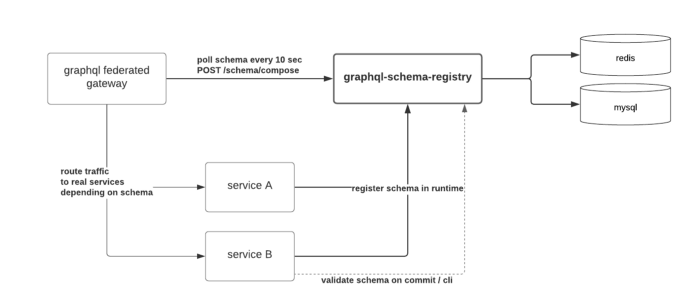 poll schema every 10 sec
POST /schema/compose
graphql federated
gateway
graphql-schema-registry
redis
mysql
route traffic
to real services
depending on schema
service A
register schema in runtime
service B
validate schema on commit / cli